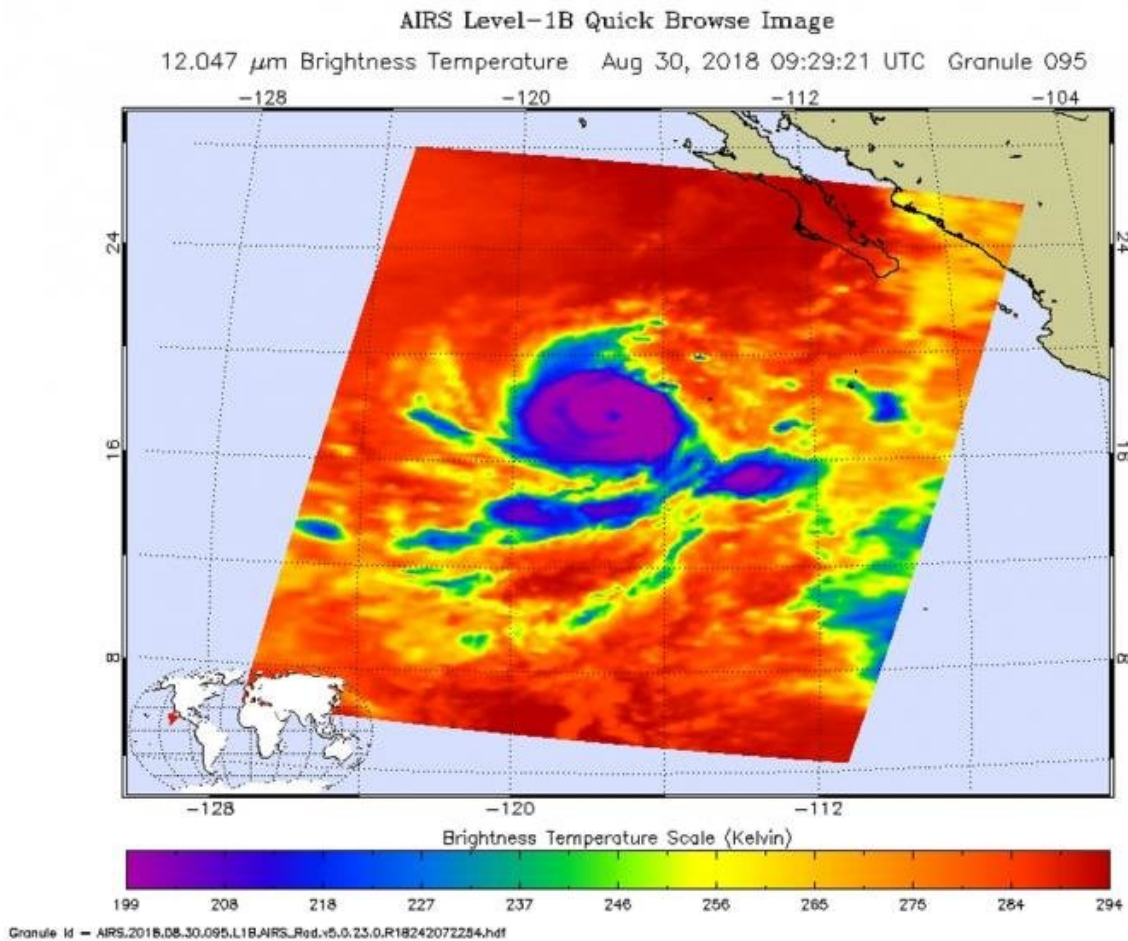 AIRS Level-1B Quick Browse Image
12.047 μm Brightness Temperature Aug 30, 2018 09:29:21 UTC Granule 095
-128 -120 -112 -104
24 24
16 16
8 8
-128 -120 -112
Brightness Temperature Scale (Kelvin)
199 208 218 227 237 246 256 265 275 284 294
Granule id - AIRS.2018.08.30.095.L1B.AIRS_Rad.v5.0.23.0.R18242072254.hdf